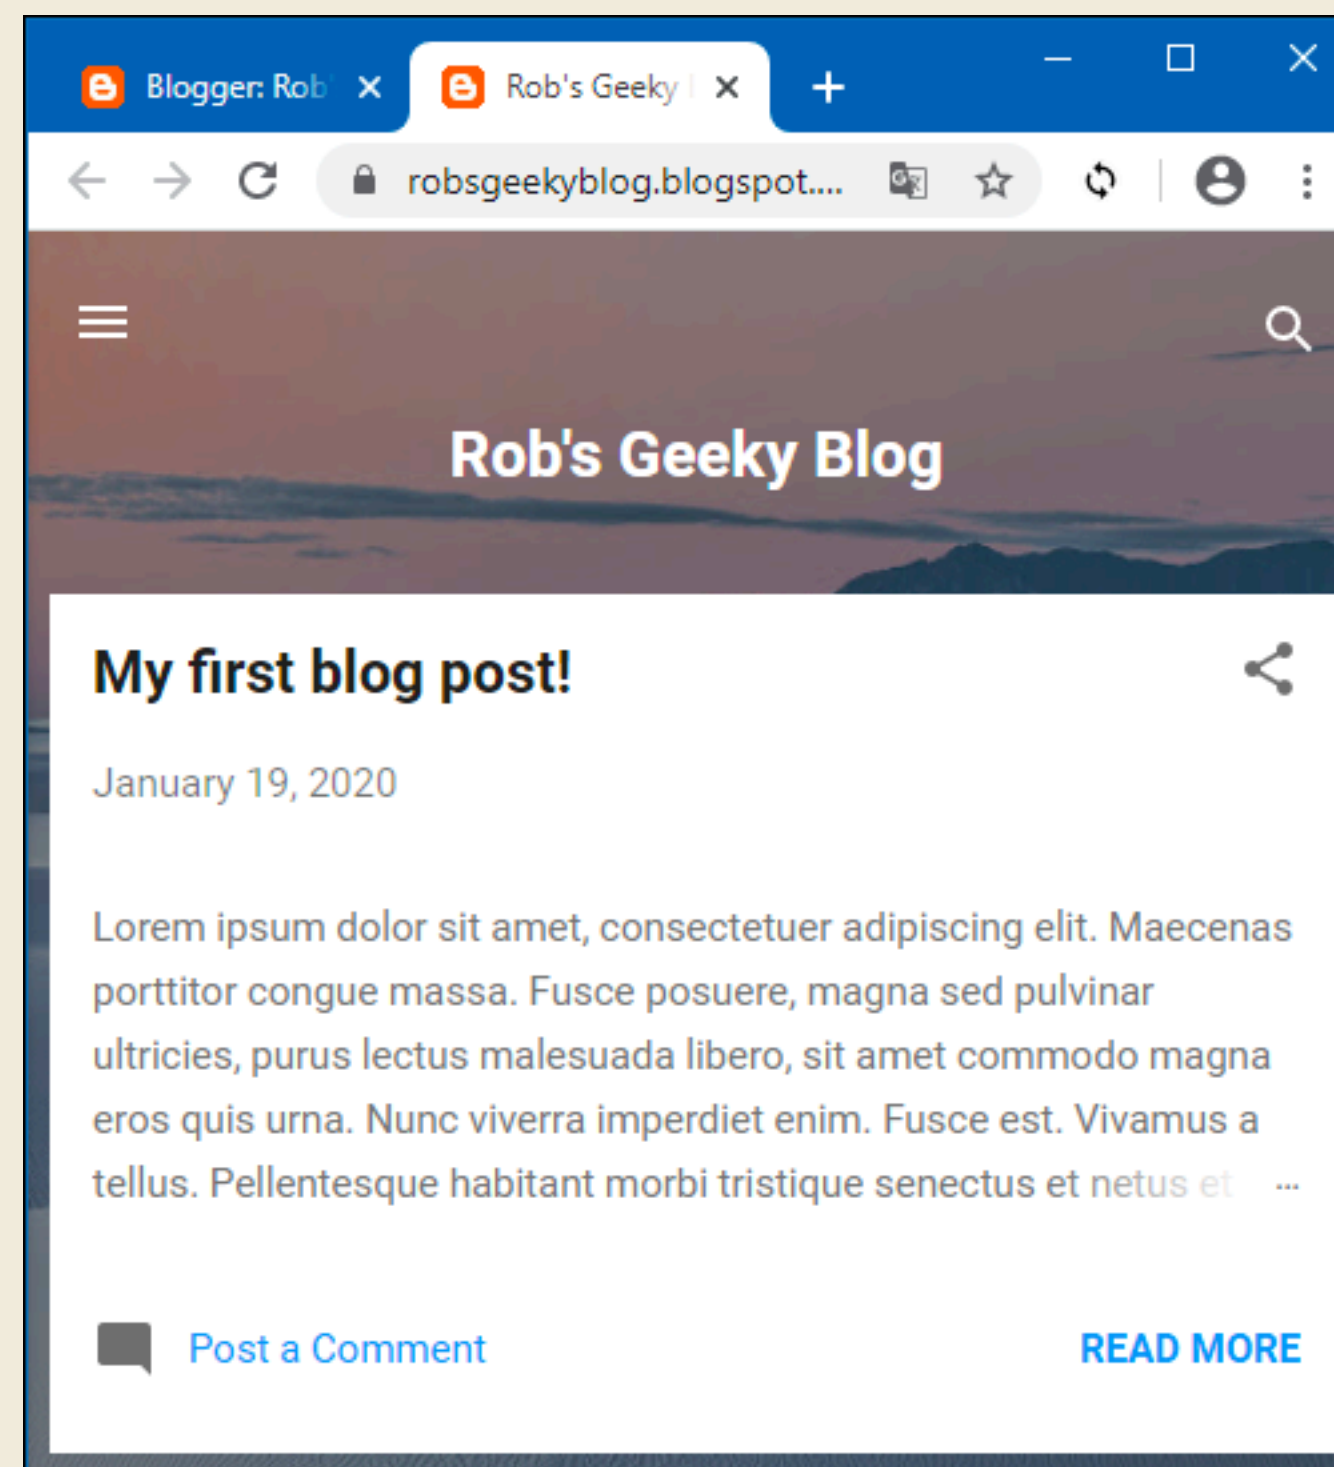 Blogger: Rob' Rob's Geeky
robsgeekyblog.blogspot....
Rob's Geeky Blog
My first blog post!
January 19, 2020
Lorem ipsum dolor sit amet, consectetuer adipiscing elit. Maecenas
porttitor congue massa. Fusce posuere, magna sed pulvinar
ultricies, purus lectus malesuada libero, sit amet commodo magna
eros quis urna. Nunc viverra imperdiet enim. Fusce est. Vivamus a
tellus. Pellentesque habitant morbi tristique senectus et netus et ...
Post a Comment READ MORE